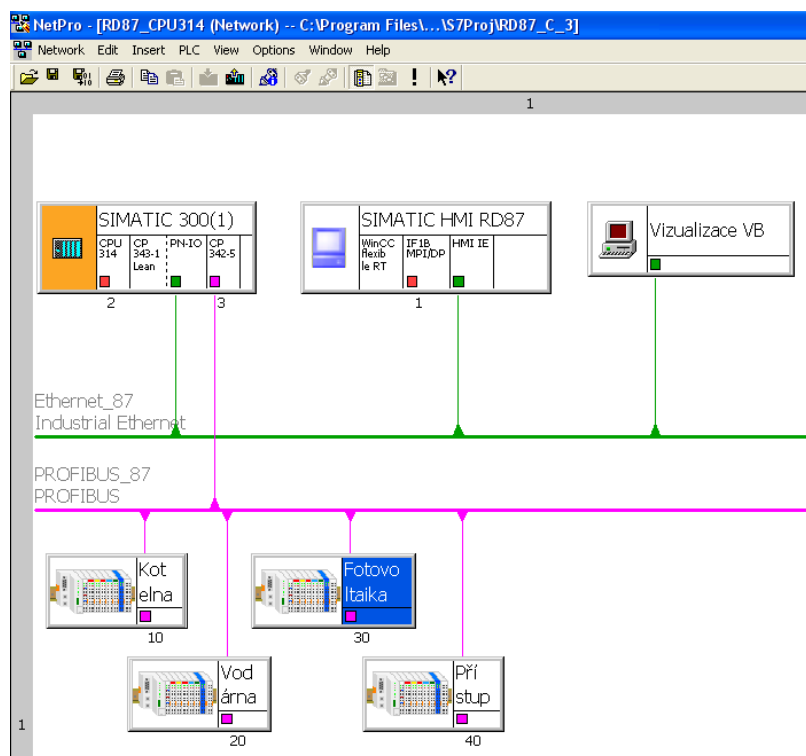 NetPro - [RD87_CPU314 (Network) -- C:\Program Files\...\S7Proj\RD87_C_3]
Network Edit Insert PLC View Options Window Help
1
SIMATIC 300(1)
CPU 314
CP 343-1 Lean
PN-IO
CP 342-5
2
3
SIMATIC HMI RD87
WinCC flexib le RT
IF1B MPI/DP
HMI IE
1
Vizualizace VB
Ethernet_87
Industrial Ethernet
PROFIBUS_87
PROFIBUS
Kot
elna
10
Fotovo
ltaika
30
Vod
árna
20
Pří
stup
40
1